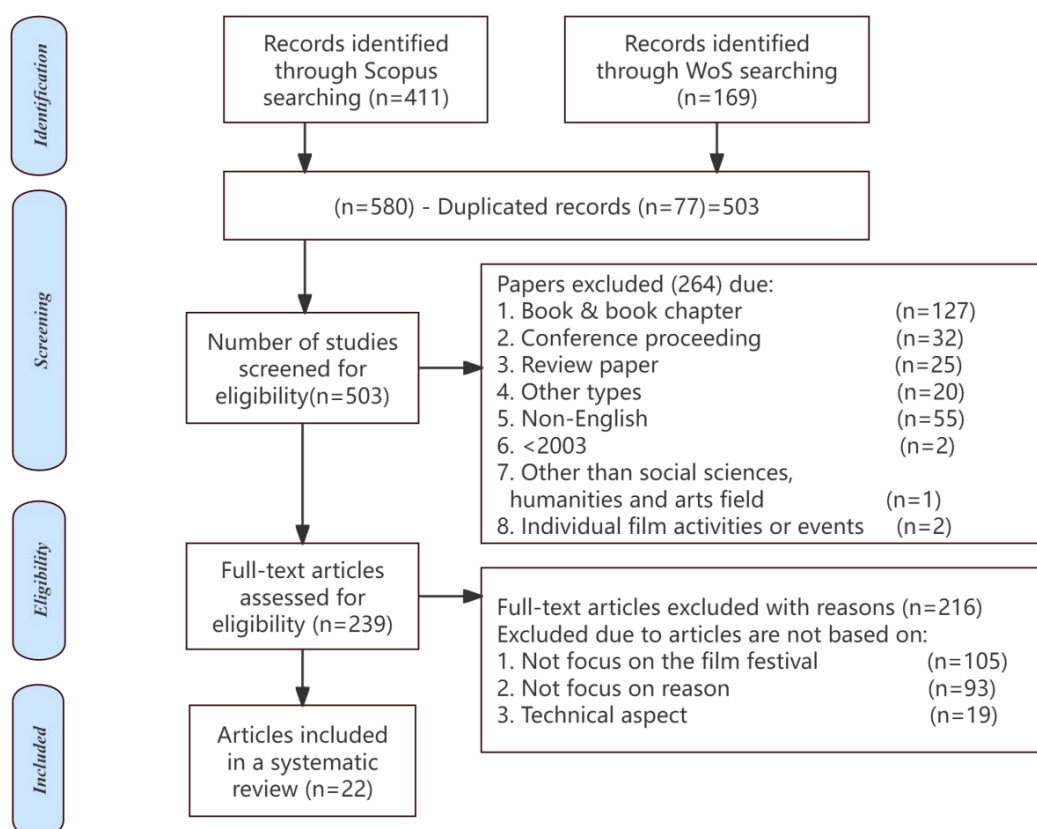 Identification
Records identified
through Scopus
searching (n=411)
Records identified
through WoS searching
(n=169)
(n=580) - Duplicated records (n=77)=503
Screening
Number of studies
screened for
eligibility(n=503)
Papers excluded (264) due:
1. Book & book chapter (n=127)
2. Conference proceeding (n=32)
3. Review paper (n=25)
4. Other types (n=20)
5. Non-English (n=55)
6. <2003 (n=2)
7. Other than social sciences,
humanities and arts field (n=1)
8. Individual film activities or events (n=2)
Eligibility
Full-text articles
assessed for
eligibility (n=239)
Full-text articles excluded with reasons (n=216)
Excluded due to articles are not based on:
1. Not focus on the film festival (n=105)
2. Not focus on reason (n=93)
3. Technical aspect (n=19)
Included
Articles included
in a systematic
review (n=22)